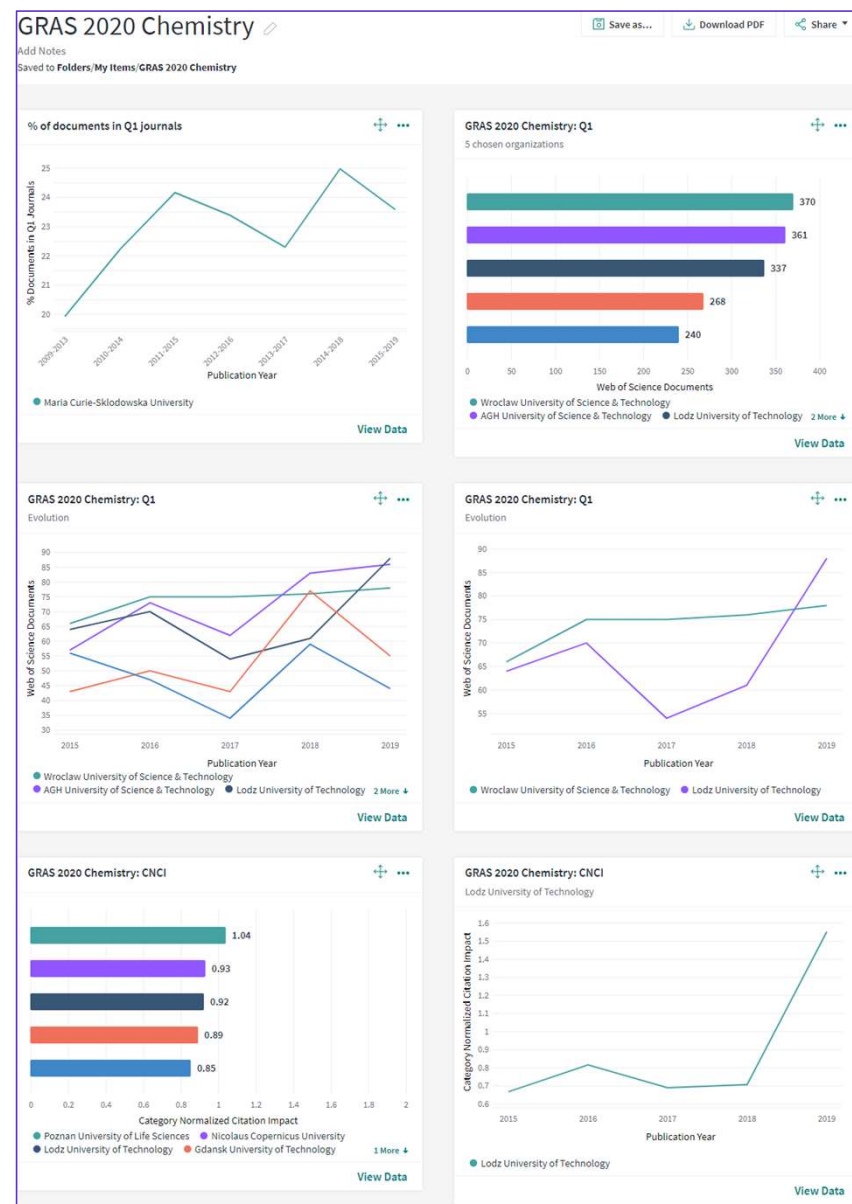 GRAS 2020 Chemistry
Save as...
Download PDF
Share
Add Notes
Saved to Folders/My Items/GRAS 2020 Chemistry
% of documents in Q1 journals
% Documents in Q1 Journals
25
24
23
22
21
20
2009-2013
2010-2014
2011-2015
2012-2016
2013-2017
2014-2018
2015-2019
Publication Year
Maria Curie-Sklodowska University
View Data
GRAS 2020 Chemistry: Q1
5 chosen organizations
370
361
337
268
240
0 50 100 150 200 250 300 350 400
Web of Science Documents
Wroclaw University of Science & Technology
AGH University of Science & Technology Lodz University of Technology 2 More
View Data
GRAS 2020 Chemistry: Q1
Evolution
Web of Science Documents
90
85
80
75
70
65
60
55
50
45
40
35
30
2015 2016 2017 2018 2019
Publication Year
Wroclaw University of Science & Technology
AGH University of Science & Technology Lodz University of Technology 2 More
View Data
GRAS 2020 Chemistry: Q1
Evolution
Web of Science Documents
90
85
80
75
70
65
60
55
2015 2016 2017 2018 2019
Publication Year
Wroclaw University of Science & Technology Lodz University of Technology
View Data
GRAS 2020 Chemistry: CNCI
1.04
0.93
0.92
0.89
0.85
0 0.2 0.4 0.6 0.8 1 1.2 1.4 1.6 1.8 2
Category Normalized Citation Impact
Poznan University of Life Sciences Nicolaus Copernicus University
Lodz University of Technology Gdansk University of Technology 1 More
View Data
GRAS 2020 Chemistry: CNCI
Lodz University of Technology
Category Normalized Citation Impact
1.6
1.5
1.4
1.3
1.2
1.1
1
0.9
0.8
0.7
0.6
2015 2016 2017 2018 2019
Publication Year
Lodz University of Technology
View Data